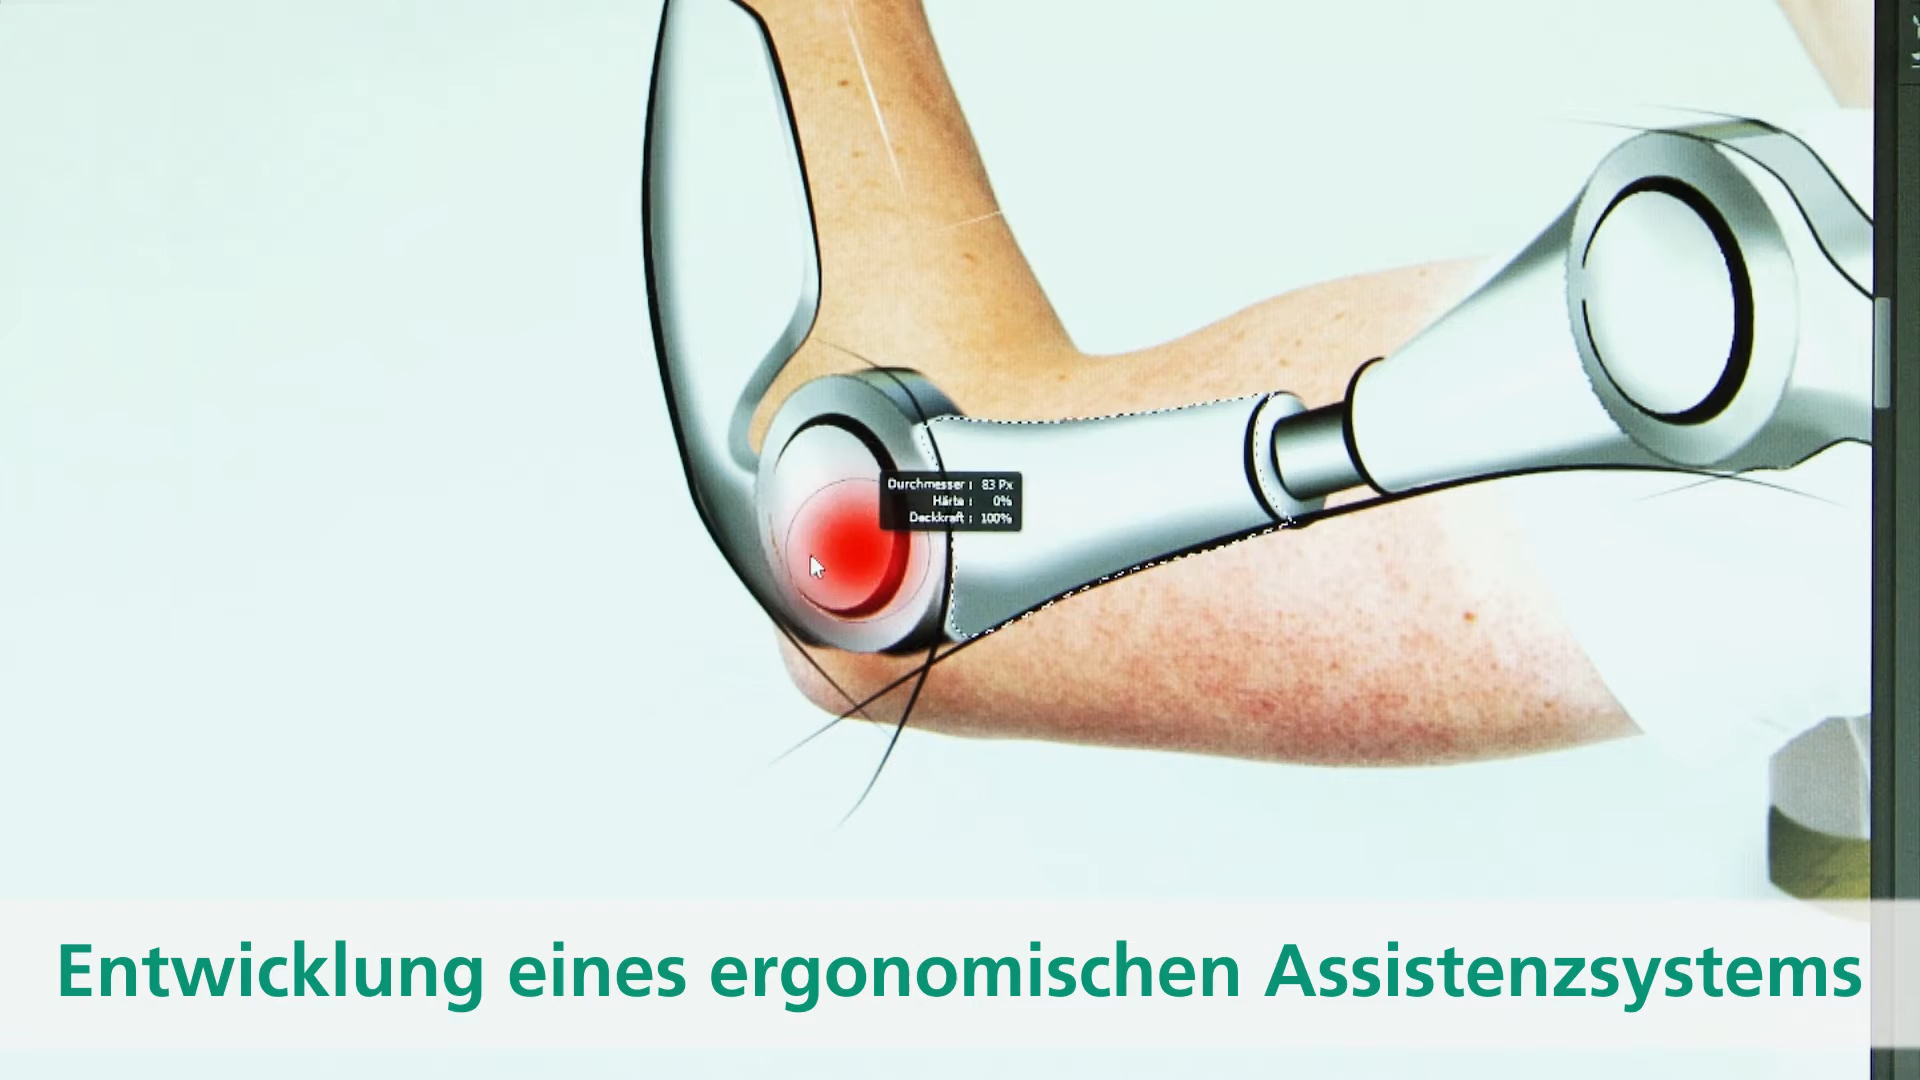 Durchmesser : 83 Px
Härte : 0%
Deckkraft : 100%
Entwicklung eines ergonomischen Assistenzsystems